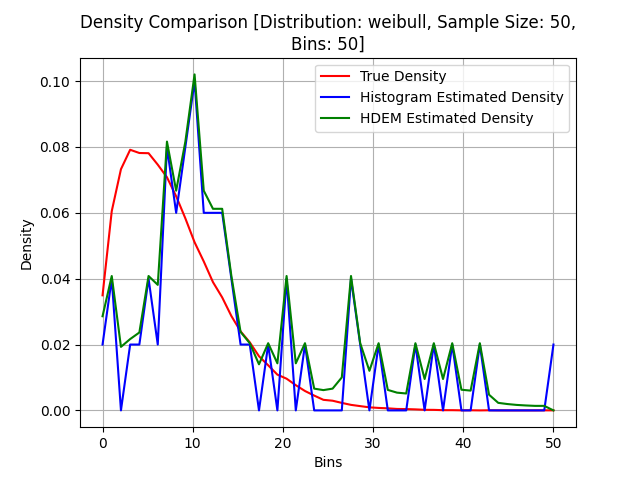 Density Comparison [Distribution: weibull, Sample Size: 50,
Bins: 50]
True Density
Histogram Estimated Density
HDEM Estimated Density
Density
0.10
0.08
0.06
0.04
0.02
0.00
0 10 20 30 40 50
Bins